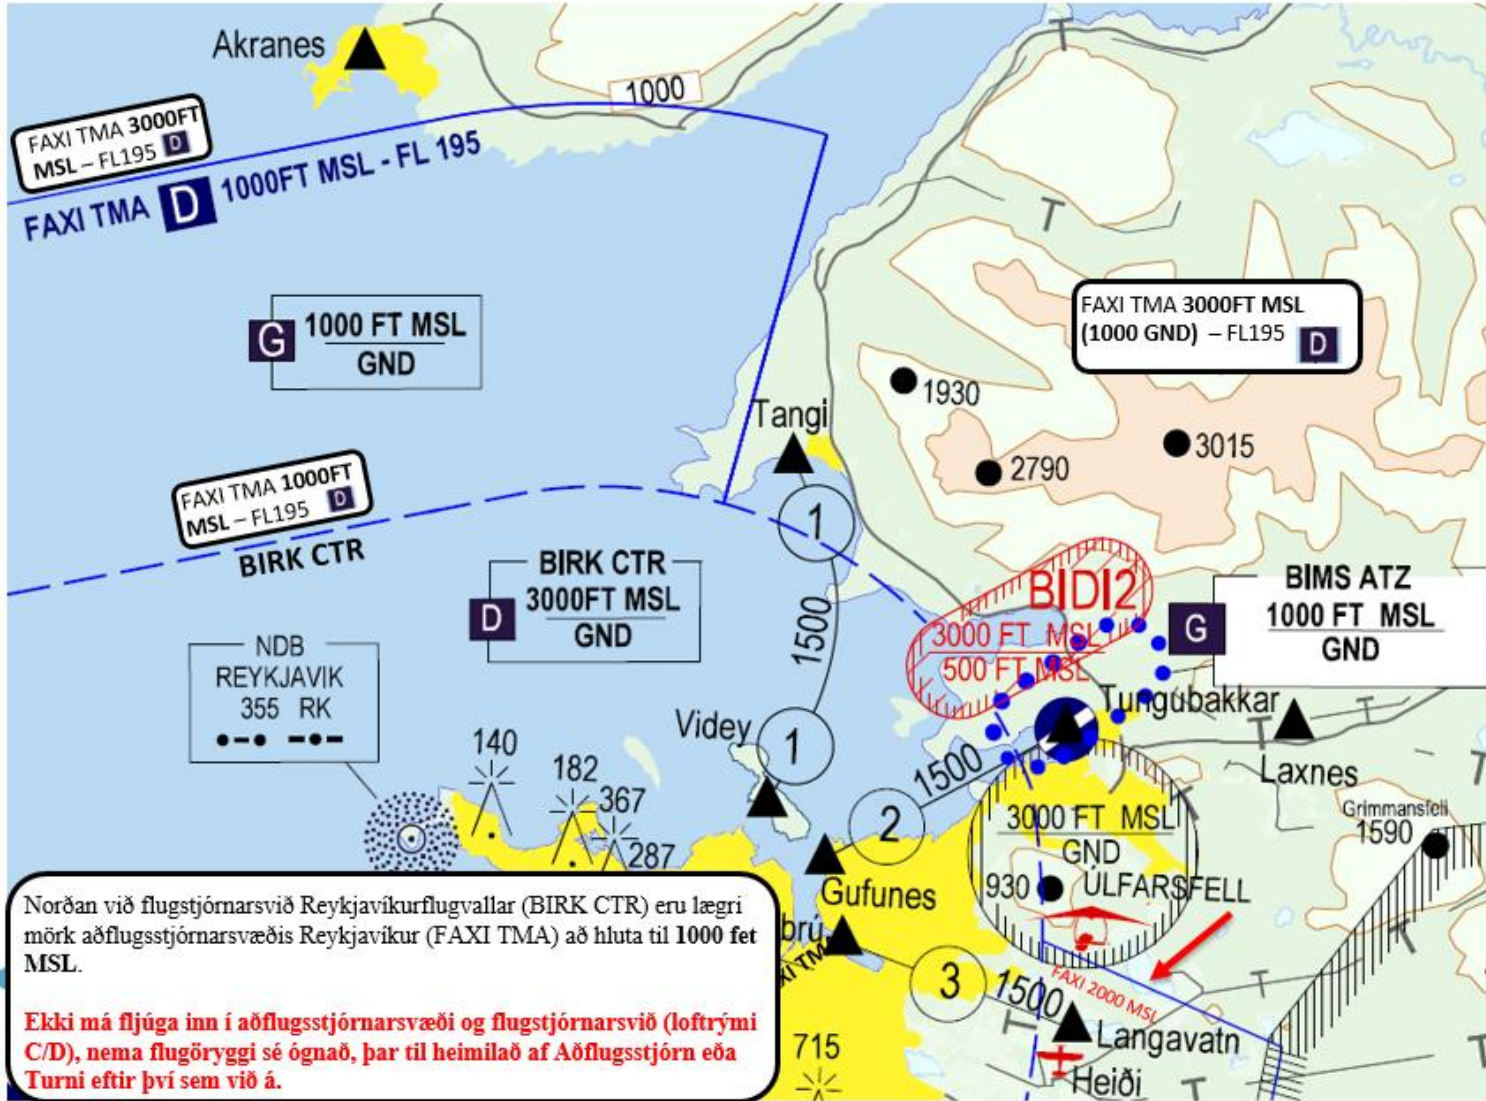 Akranes
1000
FAXI TMA 3000FT
MSL – FL195 D
FAXI TMA D 1000FT MSL - FL 195
G 1000 FT MSL
GND
FAXI TMA 3000FT MSL
(1000 GND) – FL195 D
1930
Tangi
3015
2790
FAXI TMA 1000FT
MSL – FL195 D
BIRK CTR
1
BIRK CTR
D 3000FT MSL
GND
1500
BIDI2
3000 FT MSL
500 FT MSL
BIMS ATZ
G 1000 FT MSL
GND
NDB
REYKJAVIK
355 RK
Tungubakkar
Videy
1
140
182
367
287
1500
2
Laxnes
Grimmansfell
1590
3000 FT MSL
GND
930 ÚLFARSFELL
Gufunes
brú
XI TMA
3
1500
FAXI 2000 MSL
Langavatn
Heiði
715
Norðan við flugstjórnarsvið Reykjavíkurflugvallar (BIRK CTR) eru lægri
mörk aðflugsstjórnarsvæðis Reykjavíkur (FAXI TMA) að hluta til 1000 fet
MSL.
Ekki má fljúga inn í aðflugsstjórnarsvæði og flugstjórnarsvið (loftrými
C/D), nema flugöryggi sé ógnað, þar til heimilað af Aðflugsstjórn eða
Turni eftir því sem við á.